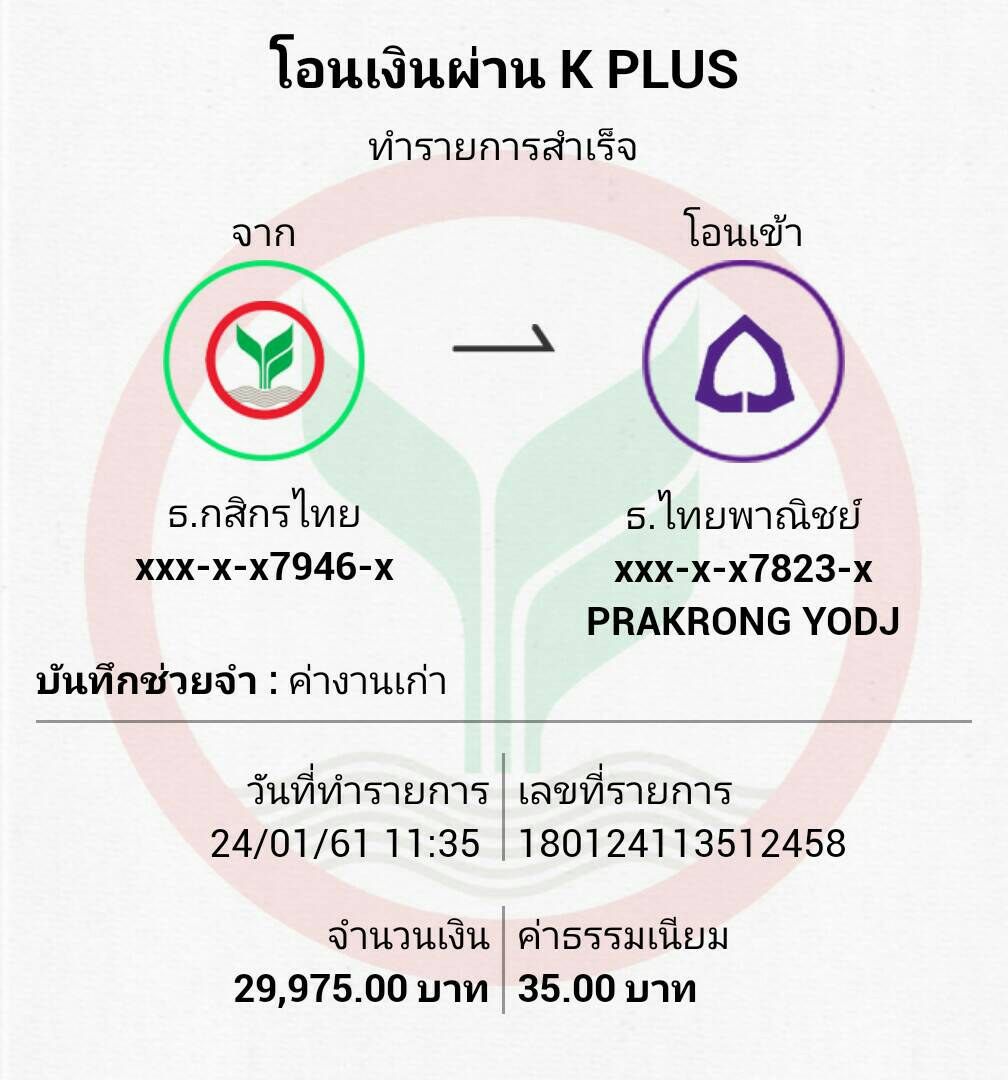 โอนเงินผ่าน K PLUS
ทำรายการสำเร็จ
จาก
โอนเข้า
ธ.กสิกรไทย
xxx-x-x7946-x
ธ.ไทยพาณิชย์
xxx-x-x7823-x
PRAKRONG YODJ
บันทึกช่วยจำ : ค่างานเก่า
วันที่ทำรายการ
24/01/61 11:35
เลขที่รายการ
180124113512458
จำนวนเงิน
29,975.00 บาท
ค่าธรรมเนียม
35.00 บาท